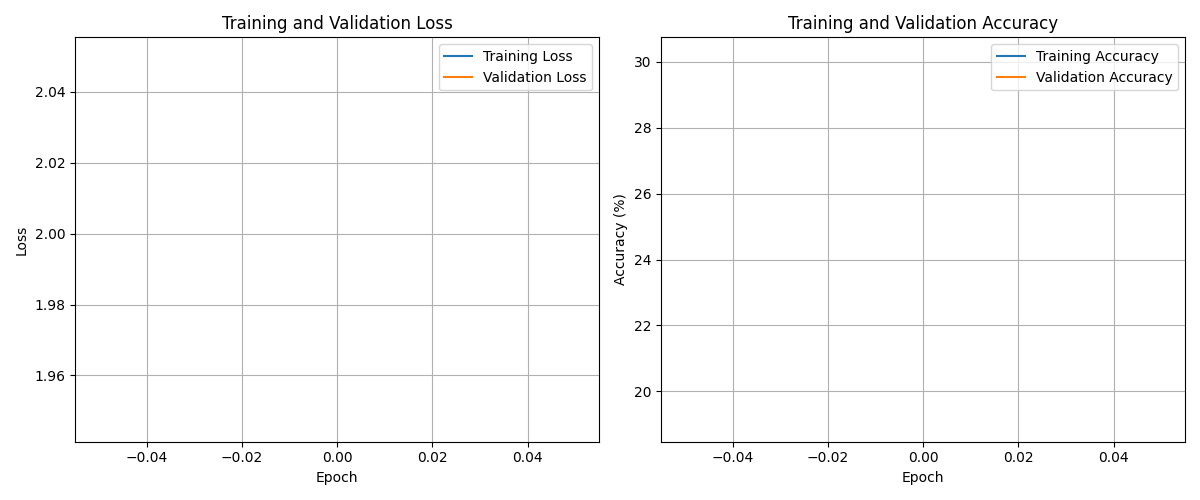 Training and Validation Loss
Training Loss
Validation Loss
2.04
2.02
2.00
1.98
1.96
Loss
−0.04 −0.02 0.00 0.02 0.04
Epoch
Training and Validation Accuracy
Training Accuracy
Validation Accuracy
30
28
26
24
22
20
Accuracy (%)
−0.04 −0.02 0.00 0.02 0.04
Epoch